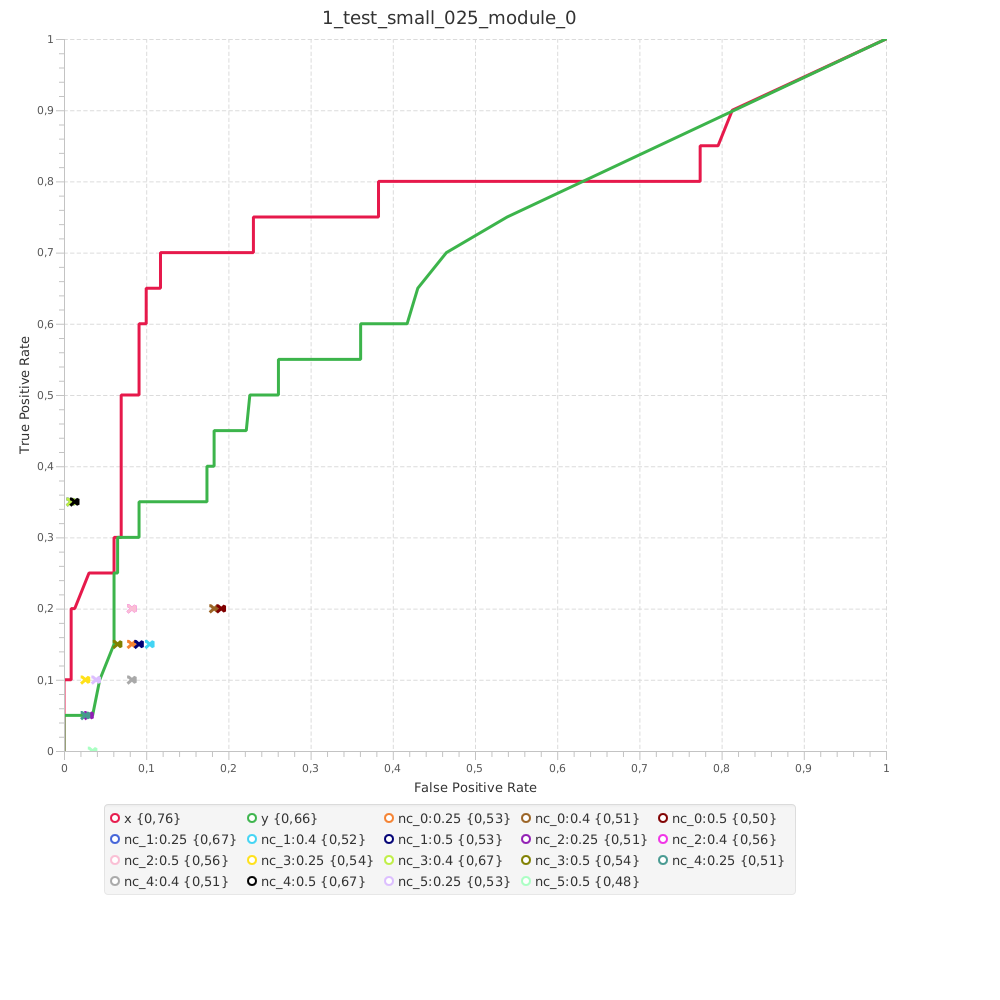 1_test_small_025_module_0
1
0,9
0,8
0,7
0,6
0,5
0,4
0,3
0,2
0,1
0
True Positive Rate
0 0,1 0,2 0,3 0,4 0,5 0,6 0,7 0,8 0,9 1
False Positive Rate
x {0,76} y {0,66} nc_0:0.25 {0,53} nc_0:0.4 {0,51} nc_0:0.5 {0,50}
nc_1:0.25 {0,67} nc_1:0.4 {0,52} nc_1:0.5 {0,53} nc_2:0.25 {0,51} nc_2:0.4 {0,56}
nc_2:0.5 {0,56} nc_3:0.25 {0,54} nc_3:0.4 {0,67} nc_3:0.5 {0,54} nc_4:0.25 {0,51}
nc_4:0.4 {0,51} nc_4:0.5 {0,67} nc_5:0.25 {0,53} nc_5:0.5 {0,48}